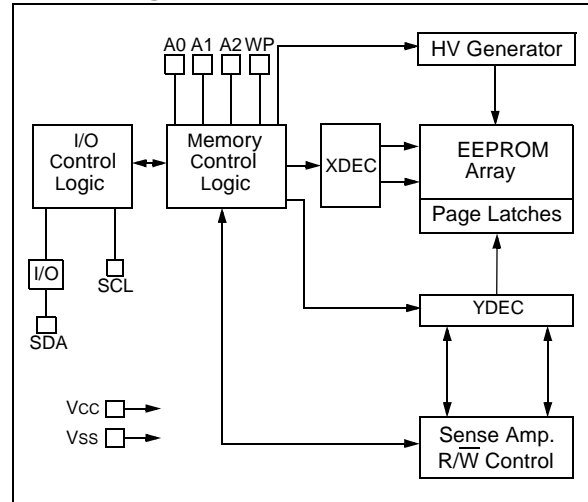 A0 A1 A2 WP
HV Generator
I/O
Control
Logic
Memory
Control
Logic
XDEC
EEPROM
Array
Page Latches
I/O
SCL
SDA
YDEC
Vcc
Vss
Sense Amp.
R/W̅ Control